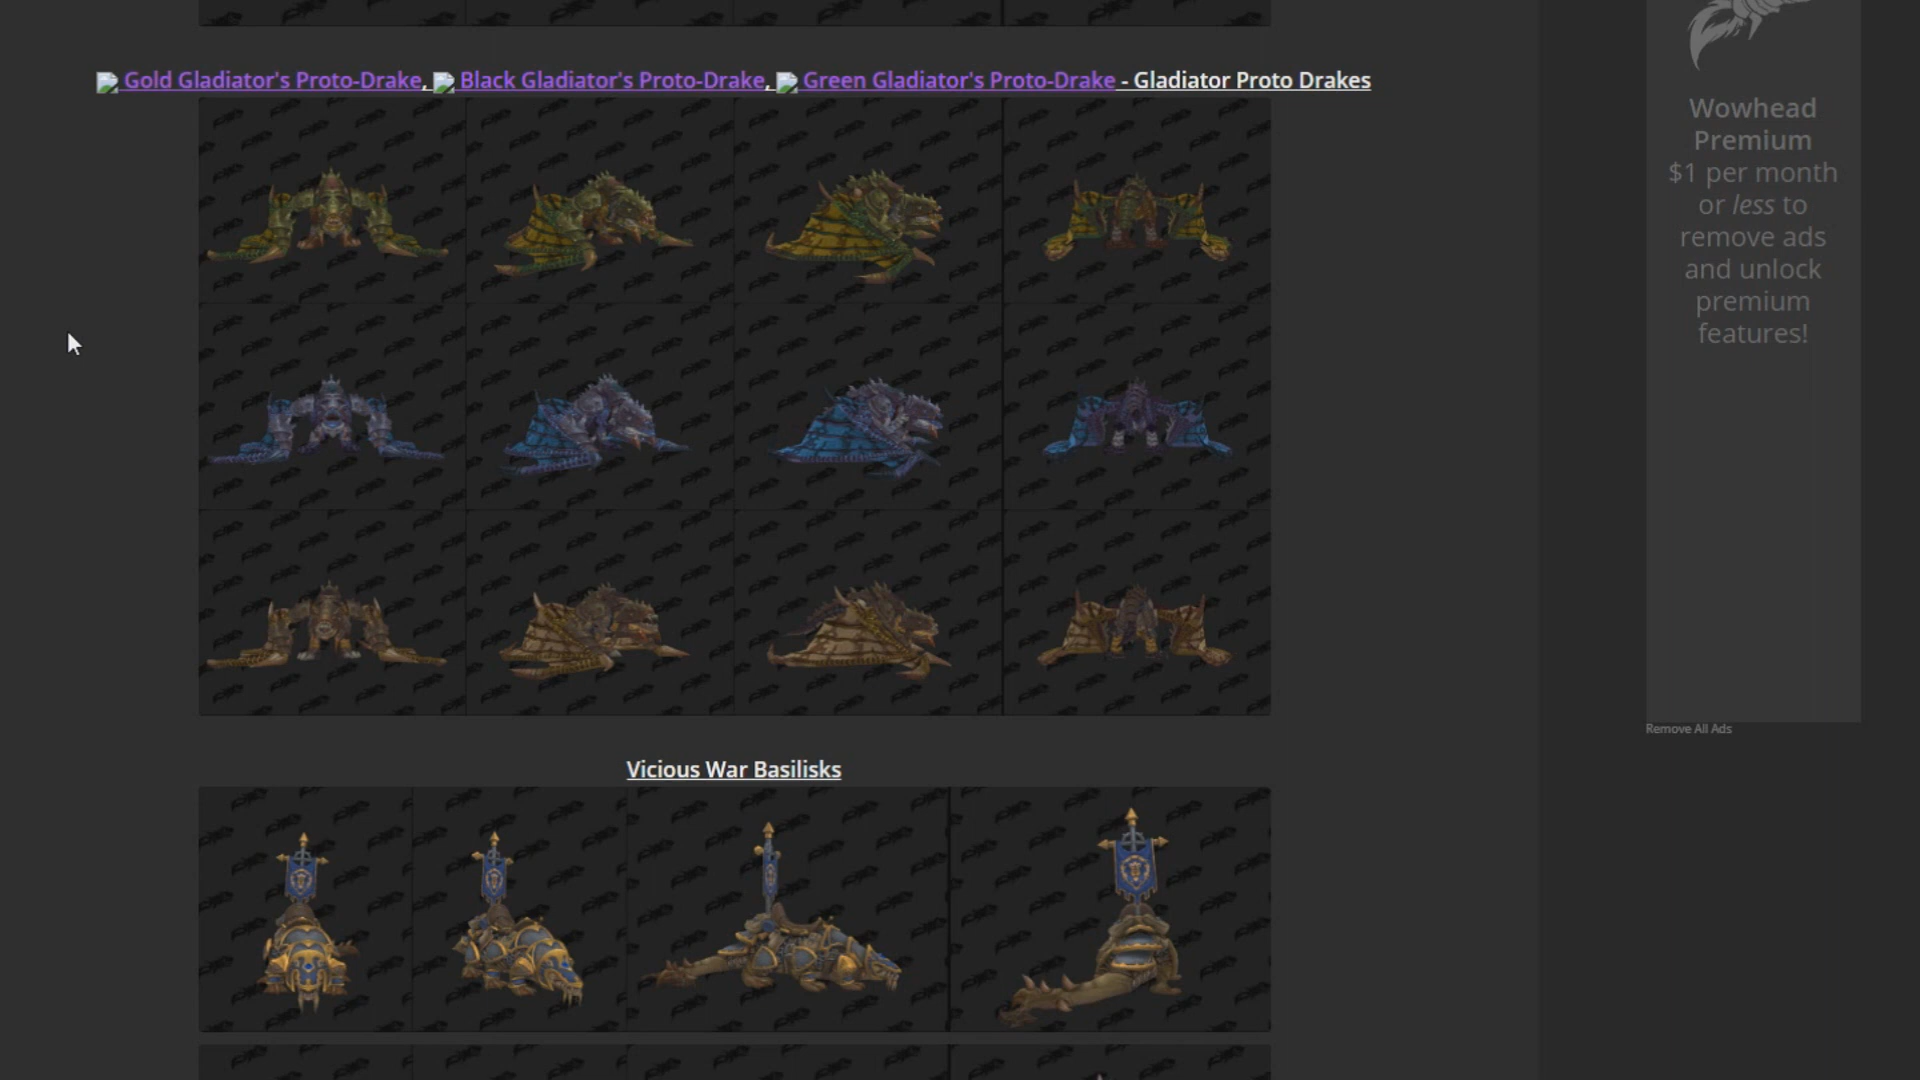 Gold Gladiator's Proto-Drake, Black Gladiator's Proto-Drake, Green Gladiator's Proto-Drake - Gladiator Proto Drakes
Wowhead
Premium
$1 per month
or less to
remove ads
and unlock
premium
features!
Remove All Ads
Vicious War Basilisks